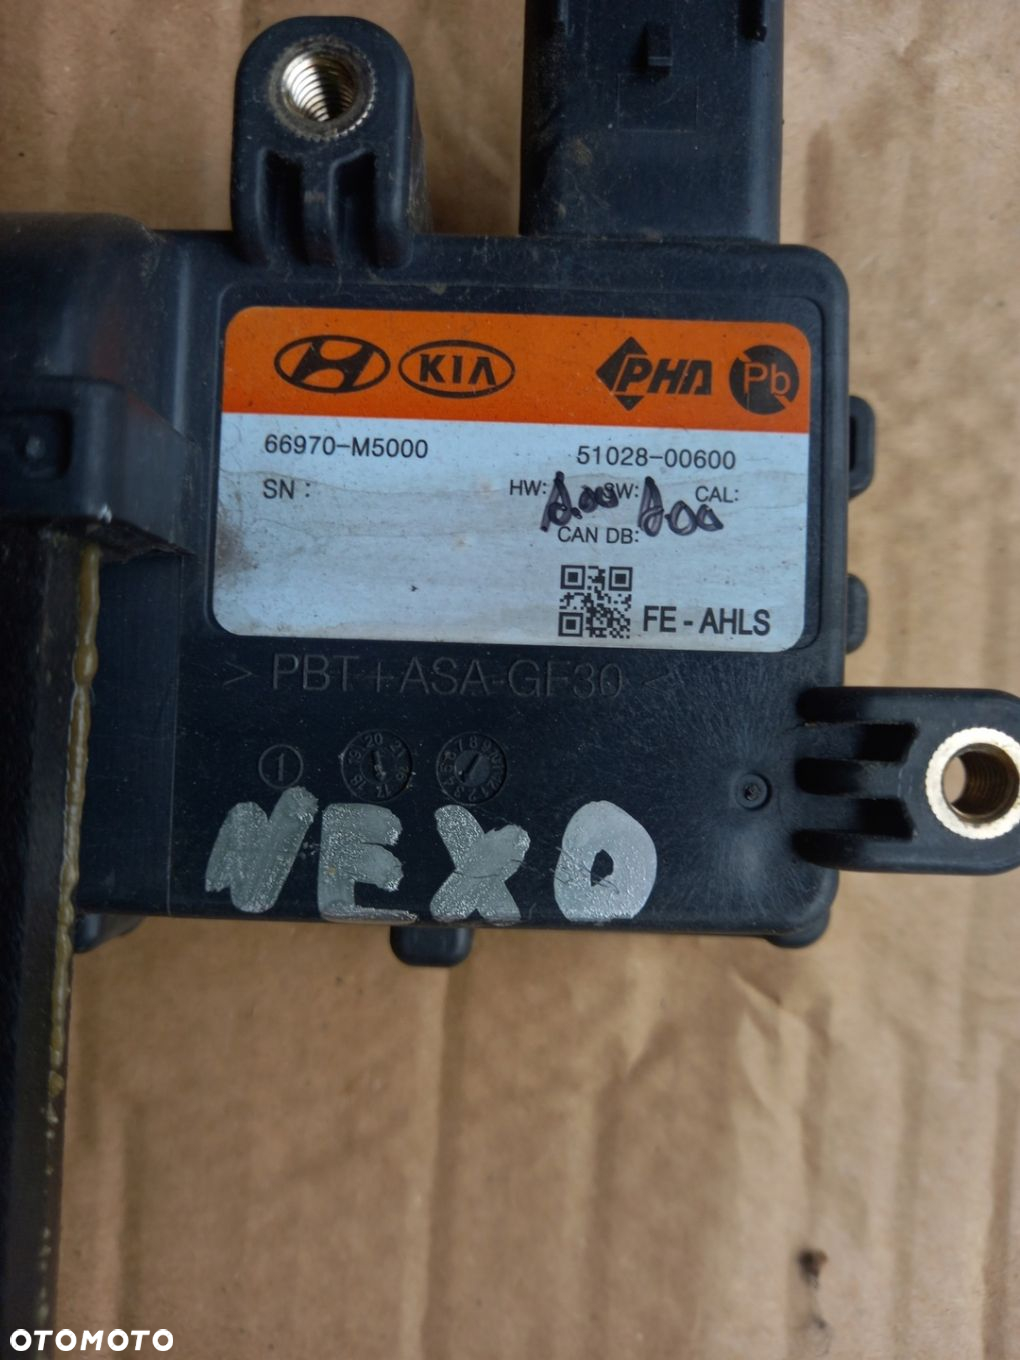 KIA PHA Pb
66970-M5000 51028-00600
SN : HW: SW: CAL:
CAN DB:
FE - AHLS
> PBT+ASA-GF30 <
1
NEXO
OTOMOTO